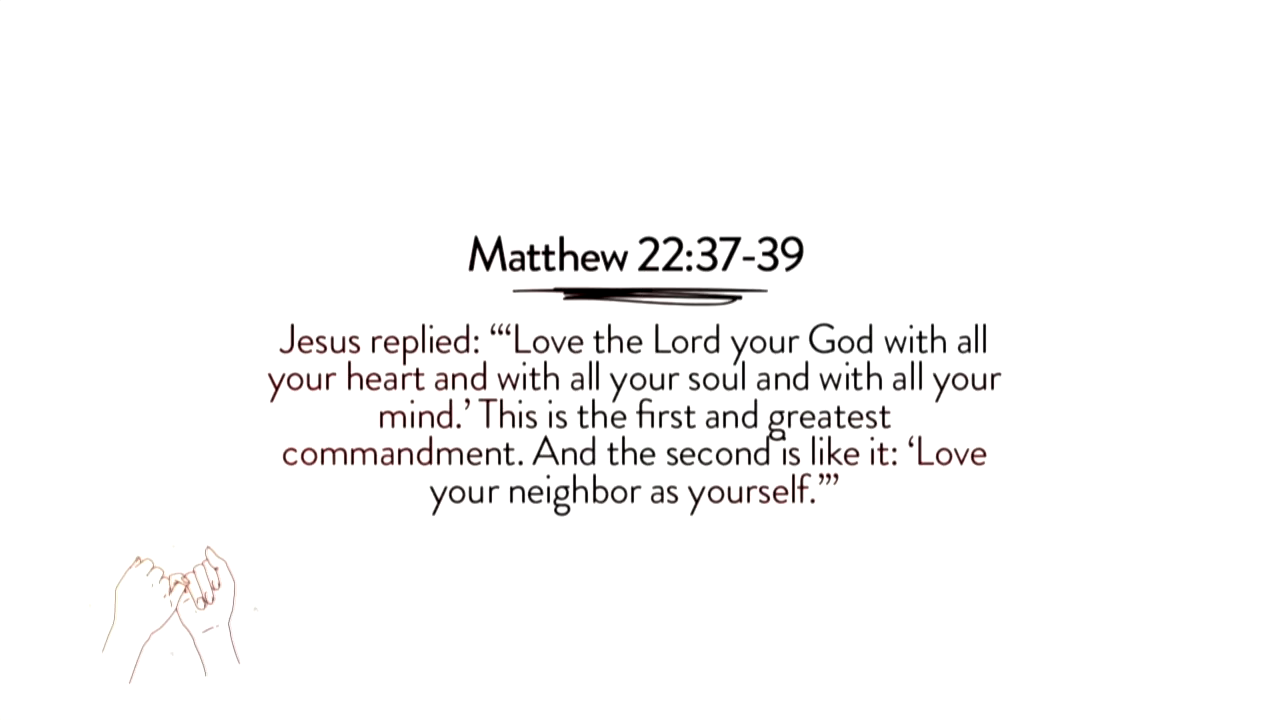 Matthew 22:37-39
Jesus replied: “‘“Love the Lord your God with all
your heart and with all your soul and with all your
mind.’ This is the first and greatest
commandment. And the second is like it: ‘Love
your neighbor as yourself.”’